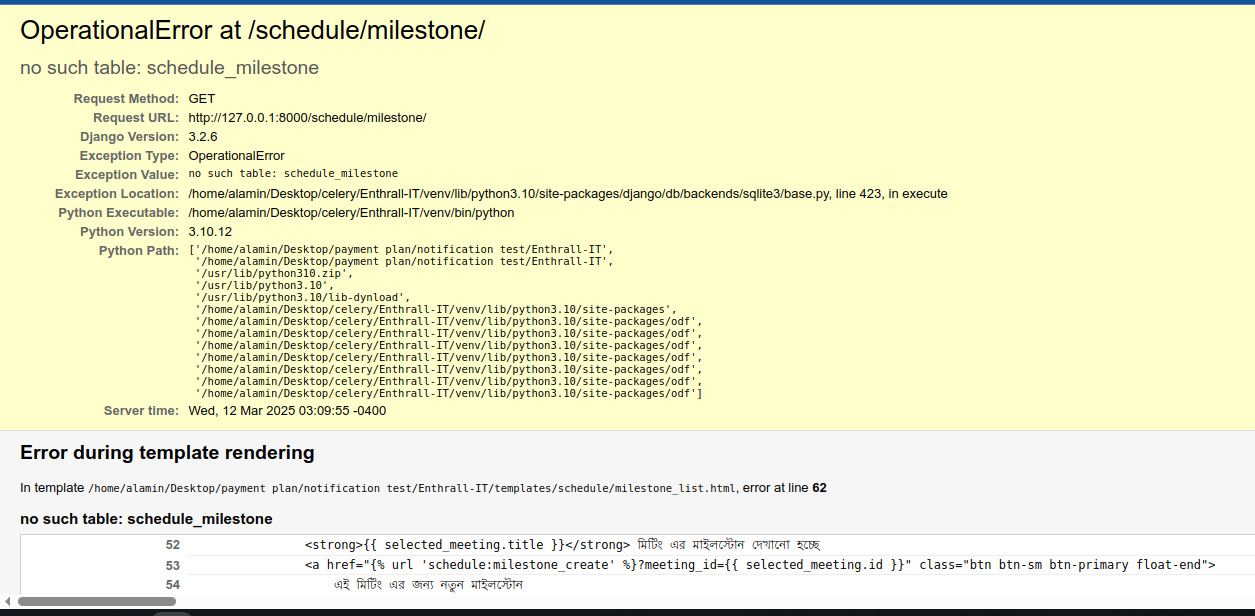 OperationalError at /schedule/milestone/
no such table: schedule_milestone
Request Method: GET
Request URL: http://127.0.0.1:8000/schedule/milestone/
Django Version: 3.2.6
Exception Type: OperationalError
Exception Value: no such table: schedule_milestone
Exception Location: /home/alamin/Desktop/celery/Enthrall-IT/venv/lib/python3.10/site-packages/django/db/backends/sqlite3/base.py, line 423, in execute
Python Executable: /home/alamin/Desktop/celery/Enthrall-IT/venv/bin/python
Python Version: 3.10.12
Python Path: ['/home/alamin/Desktop/payment plan/notification test/Enthrall-IT',
'/home/alamin/Desktop/payment plan/notification test/Enthrall-IT',
'/usr/lib/python310.zip',
'/usr/lib/python3.10',
'/usr/lib/python3.10/lib-dynload',
'/home/alamin/Desktop/celery/Enthrall-IT/venv/lib/python3.10/site-packages',
'/home/alamin/Desktop/celery/Enthrall-IT/venv/lib/python3.10/site-packages/odf',
'/home/alamin/Desktop/celery/Enthrall-IT/venv/lib/python3.10/site-packages/odf',
'/home/alamin/Desktop/celery/Enthrall-IT/venv/lib/python3.10/site-packages/odf',
'/home/alamin/Desktop/celery/Enthrall-IT/venv/lib/python3.10/site-packages/odf',
'/home/alamin/Desktop/celery/Enthrall-IT/venv/lib/python3.10/site-packages/odf',
'/home/alamin/Desktop/celery/Enthrall-IT/venv/lib/python3.10/site-packages/odf',
'/home/alamin/Desktop/celery/Enthrall-IT/venv/lib/python3.10/site-packages/odf']
Server time: Wed, 12 Mar 2025 03:09:55 -0400
Error during template rendering
In template /home/alamin/Desktop/payment plan/notification test/Enthrall-IT/templates/schedule/milestone_list.html, error at line 62
no such table: schedule_milestone
52 <strong>{{ selected_meeting.title }}</strong> মিটিং এর মাইলস্টোন দেখানো হচ্ছে
53 <a href="{% url 'schedule:milestone_create' %}?meeting_id={{ selected_meeting.id }}" class="btn btn-sm btn-primary float-end">
54 এই মিটিং এর জন্য নতুন মাইলস্টোন